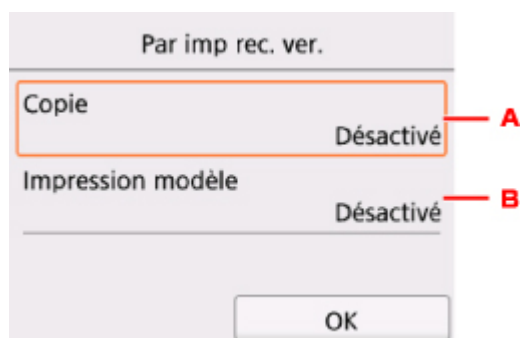 Par imp rec. ver.
Copie
Désactivé
A
Impression modèle
Désactivé
B
OK